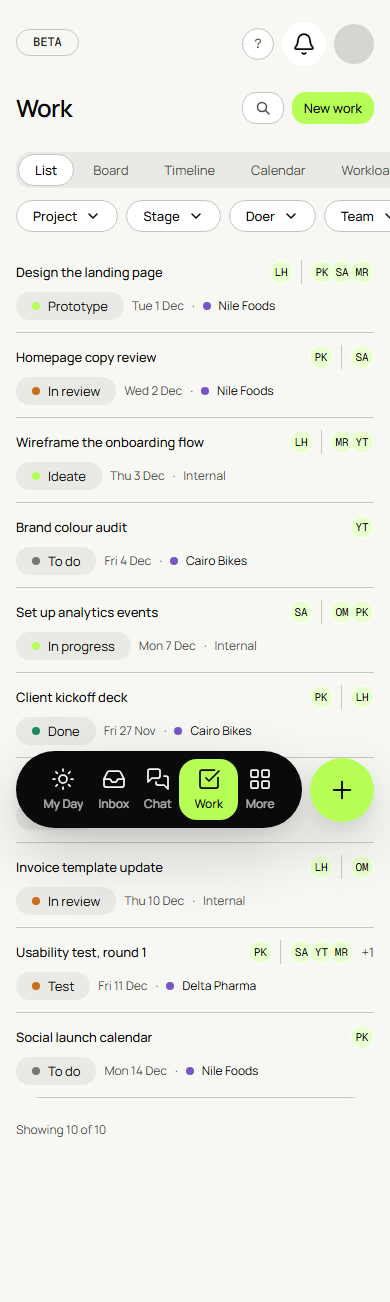 BETA
?
Work
New work
List Board Timeline Calendar Workloa
Project Stage Doer Team
Design the landing page LH PK SA MR
Prototype Tue 1 Dec · Nile Foods
Homepage copy review PK SA
In review Wed 2 Dec · Nile Foods
Wireframe the onboarding flow LH MR YT
Ideate Thu 3 Dec · Internal
Brand colour audit YT
To do Fri 4 Dec · Cairo Bikes
Set up analytics events SA OM PK
In progress Mon 7 Dec · Internal
Client kickoff deck PK LH
Done Fri 27 Nov · Cairo Bikes
My Day Inbox Chat Work More
Invoice template update LH OM
In review Thu 10 Dec · Internal
Usability test, round 1 PK SA YT MR +1
Test Fri 11 Dec · Delta Pharma
Social launch calendar PK
To do Mon 14 Dec · Nile Foods
Showing 10 of 10